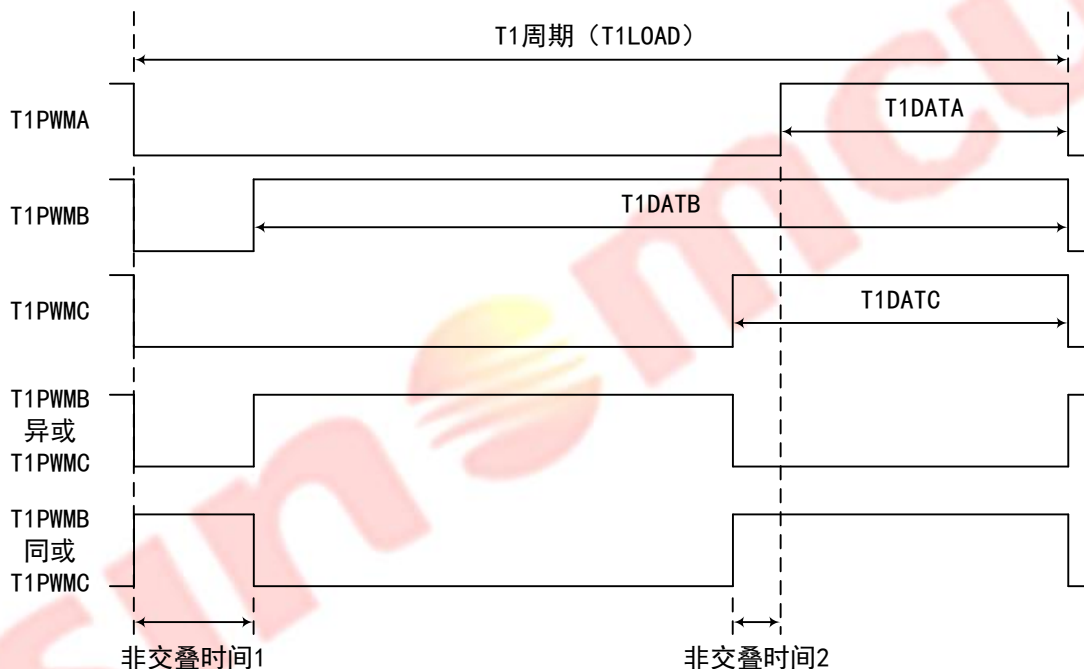 T1周期（T1LOAD）
T1PWMA
T1DATA
T1PWMB
T1DATB
T1PWMC
T1DATC
T1PWMB
异或
T1PWMC
T1PWMB
同或
T1PWMC
非交叠时间1
非交叠时间2
sinomcu